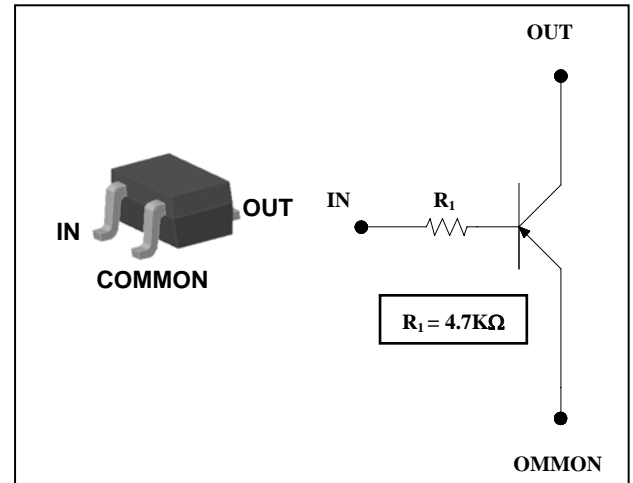 OUT
IN
OUT
COMMON
IN
R₁
R₁ = 4.7KΩ
OMMON